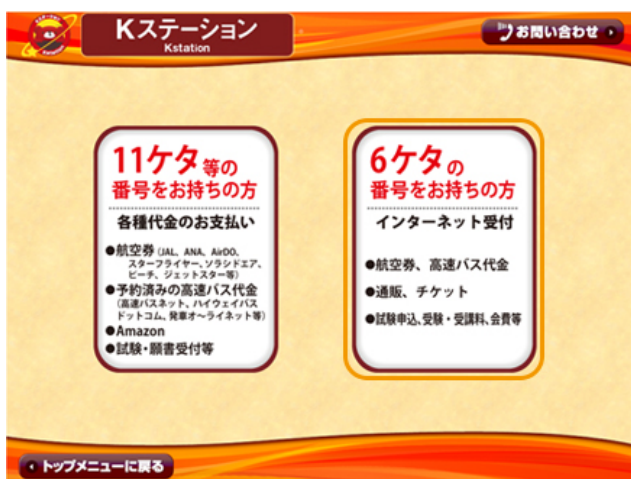 Kステーション
Kstation
お問い合わせ
11ケタ等の
番号をお持ちの方
各種代金のお支払い
●航空券(JAL、ANA、AirDO、
スターフライヤー、ソラシドエア、
ピーチ、ジェットスター等)
●予約済みの高速バス代金
(高速バスネット、ハイウェイバス
ドットコム、発車オ〜ライネット等)
●Amazon
●試験・願書受付等
6ケタの
番号をお持ちの方
インターネット受付
●航空券、高速バス代金
●通販、チケット
●試験申込、受験・受講料、会費等
トップメニューに戻る